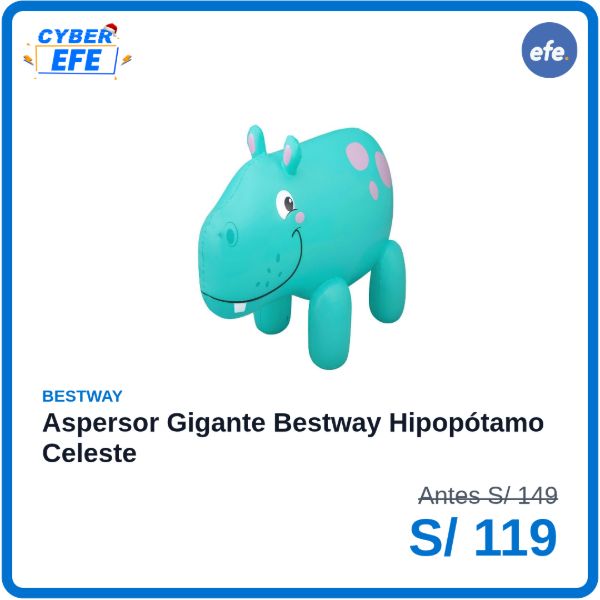 CYBER
EFE
efe.
BESTWAY
Aspersor Gigante Bestway Hipopótamo
Celeste
Antes S/ 149
S/ 119